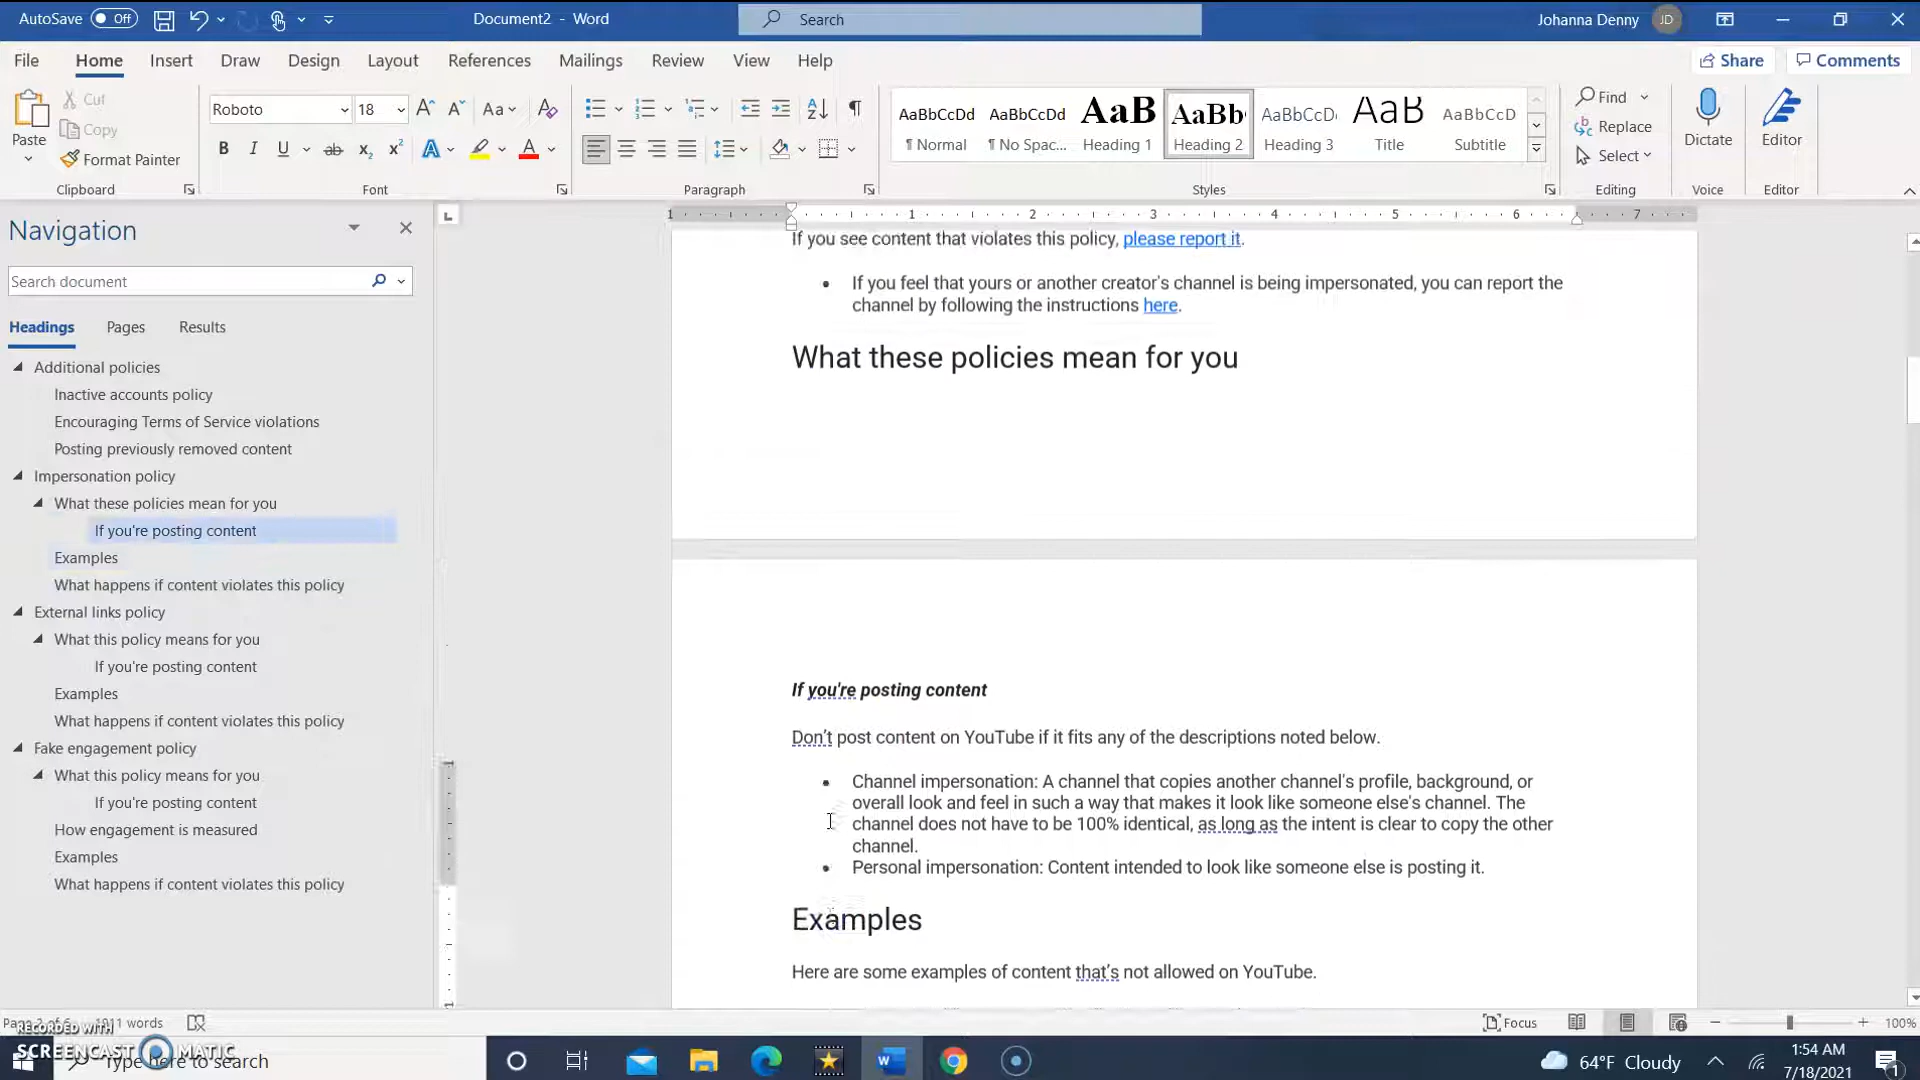 AutoSave Off Document2 - Word Search Johanna Denny JD
File Home Insert Draw Design Layout References Mailings Review View Help Share Comments
Paste Cut Copy Format Painter Clipboard
Roboto 18 Font
Paragraph
AaBbCcDd AaBbCcDd AaB AaBb( AaBbCcD( AaB AaBbCcD
¶ Normal ¶ No Spac... Heading 1 Heading 2 Heading 3 Title Subtitle
Styles
Find Replace Select Editing
Dictate Voice
Editor Editor
Navigation
Search document
Headings Pages Results
Additional policies
Inactive accounts policy
Encouraging Terms of Service violations
Posting previously removed content
Impersonation policy
What these policies mean for you
If you're posting content
Examples
What happens if content violates this policy
External links policy
What this policy means for you
If you're posting content
Examples
What happens if content violates this policy
Fake engagement policy
What this policy means for you
If you're posting content
How engagement is measured
Examples
What happens if content violates this policy
1 1 2 3 4 5 6 7
If you see content that violates this policy, please report it.
• If you feel that yours or another creator's channel is being impersonated, you can report the
channel by following the instructions here.
What these policies mean for you
If you're posting content
Don’t post content on YouTube if it fits any of the descriptions noted below.
• Channel impersonation: A channel that copies another channel's profile, background, or
overall look and feel in such a way that makes it look like someone else's channel. The
channel does not have to be 100% identical, as long as the intent is clear to copy the other
channel.
• Personal impersonation: Content intended to look like someone else is posting it.
Examples
Here are some examples of content that’s not allowed on YouTube.
words Focus 100%
RECORDED WITH
SCREENCAST MATIC
Type here to search
64°F Cloudy 1:54 AM
7/18/2021 1